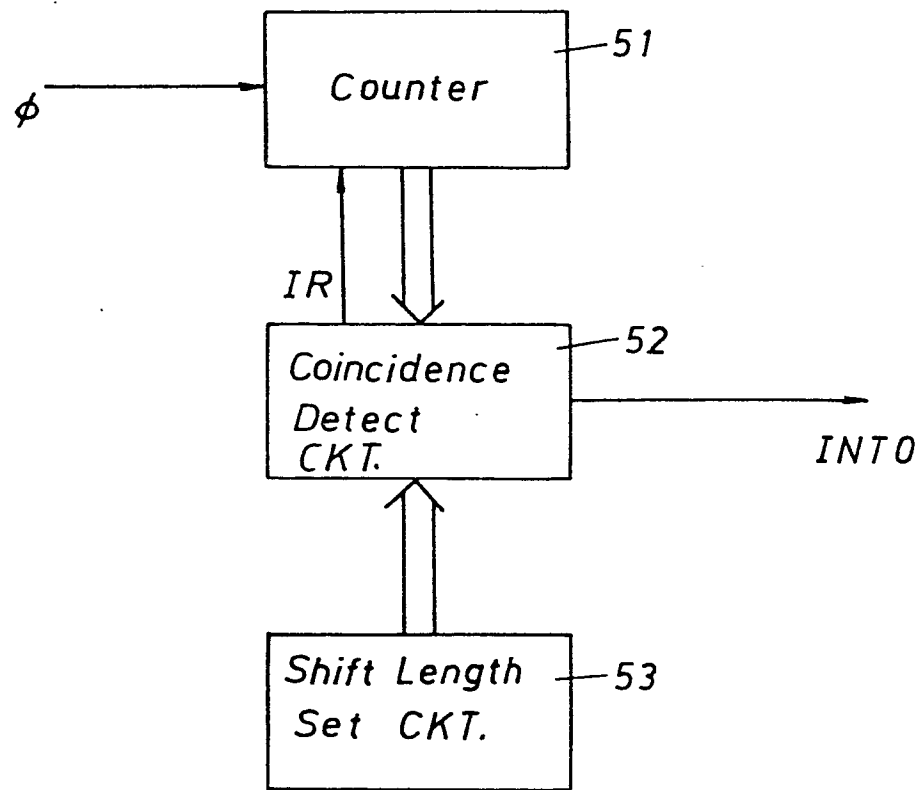 51
Counter
ϕ
IR
52
Coincidence
Detect
CKT.
INTO
Shift Length
Set CKT.
53